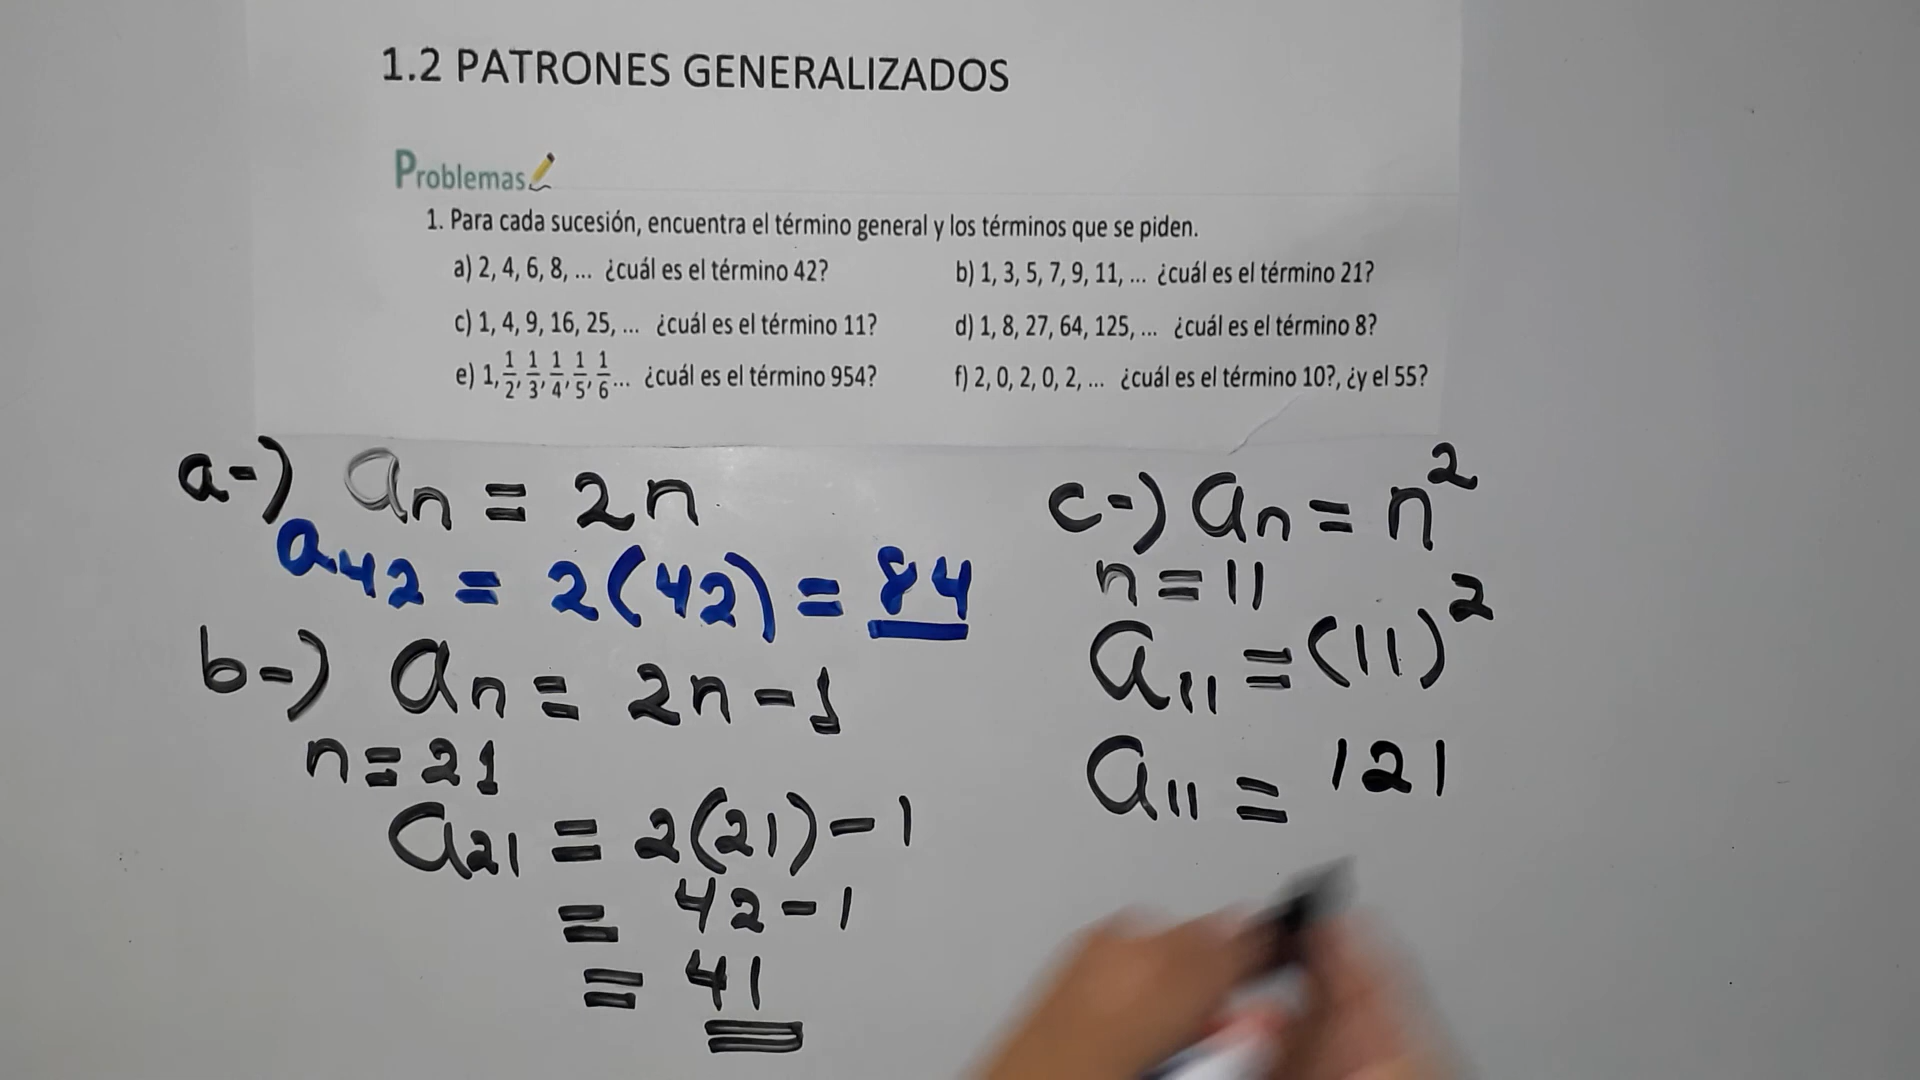 1.2 PATRONES GENERALIZADOS
Problemas
1. Para cada sucesión, encuentra el término general y los términos que se piden.
a) 2, 4, 6, 8, ... ¿cuál es el término 42?
b) 1, 3, 5, 7, 9, 11, ... ¿cuál es el término 21?
c) 1, 4, 9, 16, 25, ... ¿cuál es el término 11?
d) 1, 8, 27, 64, 125, ... ¿cuál es el término 8?
e) 1, 1/2, 1/3, 1/4, 1/5, 1/6 ... ¿cuál es el término 954?
f) 2, 0, 2, 0, 2, ... ¿cuál es el término 10?, ¿y el 55?
a-) aₙ = 2n
a₄₂ = 2(42) = 84
b-) aₙ = 2n - 1
n = 21
a₂₁ = 2(21) - 1
= 42 - 1
= 41
c-) aₙ = n²
n = 11
a₁₁ = (11)²
a₁₁ = 121